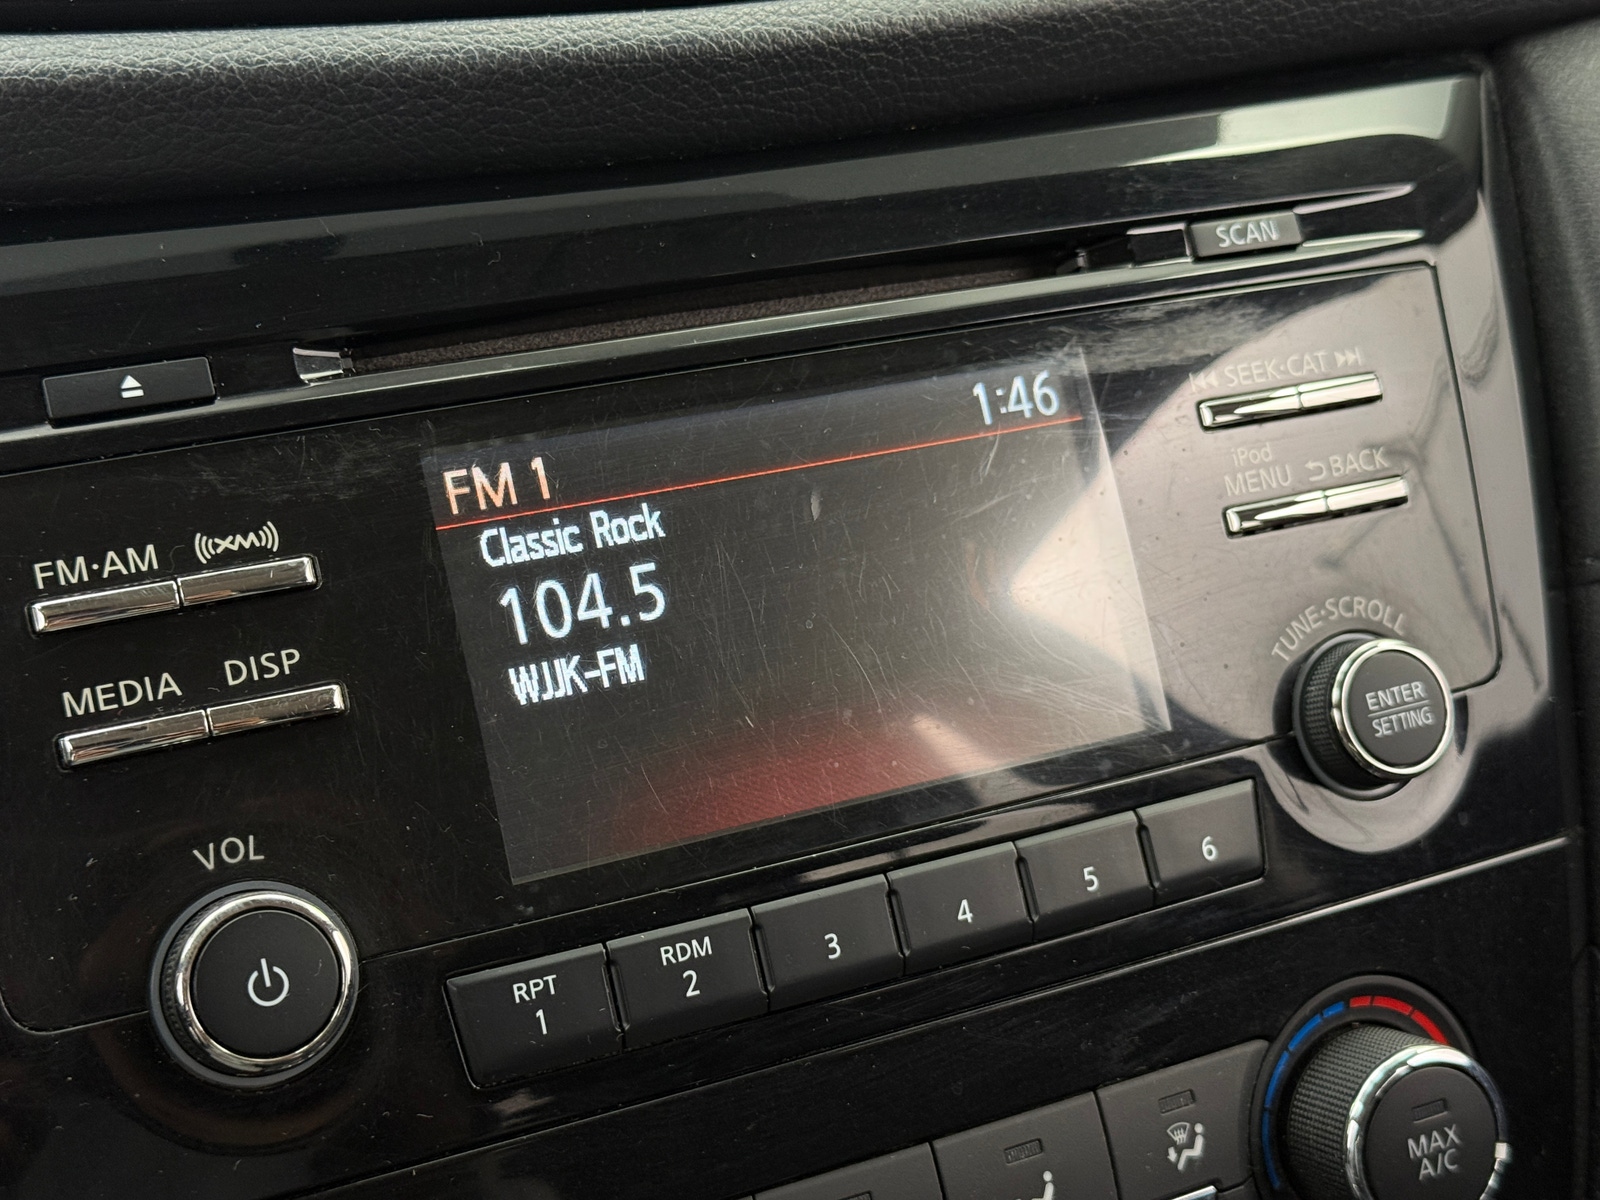 SCAN
SEEK·CAT
iPod
MENU BACK
1:46
FM 1
Classic Rock
104.5
WJJK-FM
FM·AM
((XM))
MEDIA
DISP
TUNE·SCROLL
ENTER
SETTING
VOL
RPT
1
RDM
2
3
4
5
6
MAX
A/C